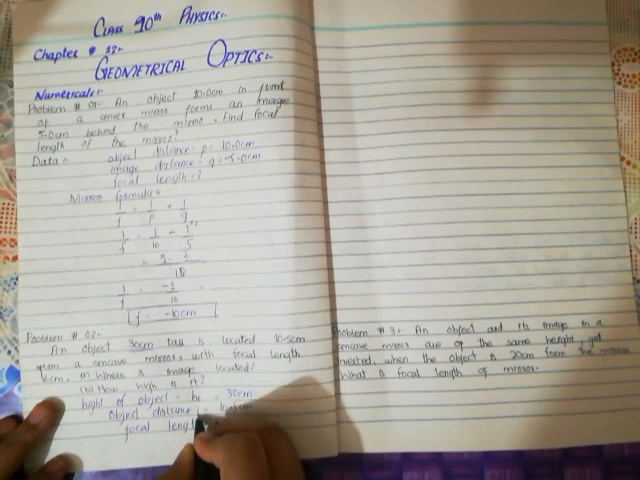 CLASS 10th PHYSICS:-
Chapter # 12:-
GEOMETRICAL OPTICS:-
Numericals:-
Problem # 01:- An object 10.0cm in front
of a convex mirror forms an image
5.0cm behind the mirror. Find focal
length of the mirror?
Data:- object distance = p = 10.0cm
image distance = q = -5.0cm
focal length = ?
Mirror formula=
1/f = 1/p + 1/q
1/f = 1/10 - 1/5
1/f = -1/10
f = -10cm
Problem # 02:-
An object 30cm tall is located 10.5cm
from a concave mirror with focal length
16cm. a) Where is image located?
(b) How high is it?
hight of object = ho = 30cm
Object distance
focal
Problem # 3:- An object and its image in a
concave mirror are of the same height, yet
inverted, when the object is 20cm form the mirror
What is focal length of mirror.